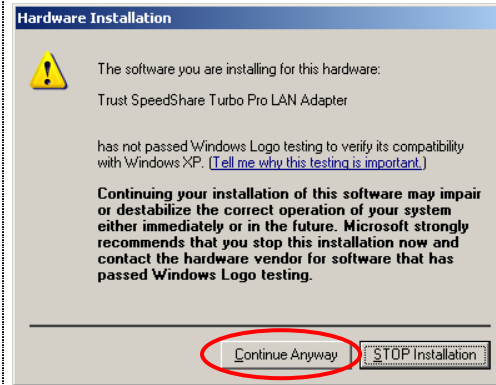 Hardware Installation
The software you are installing for this hardware:
Trust SpeedShare Turbo Pro LAN Adapter
has not passed Windows Logo testing to verify its compatibility
with Windows XP. (Tell me why this testing is important.)
Continuing your installation of this software may impair
or destabilize the correct operation of your system
either immediately or in the future. Microsoft strongly
recommends that you stop this installation now and
contact the hardware vendor for software that has
passed Windows Logo testing.
Continue Anyway STOP Installation